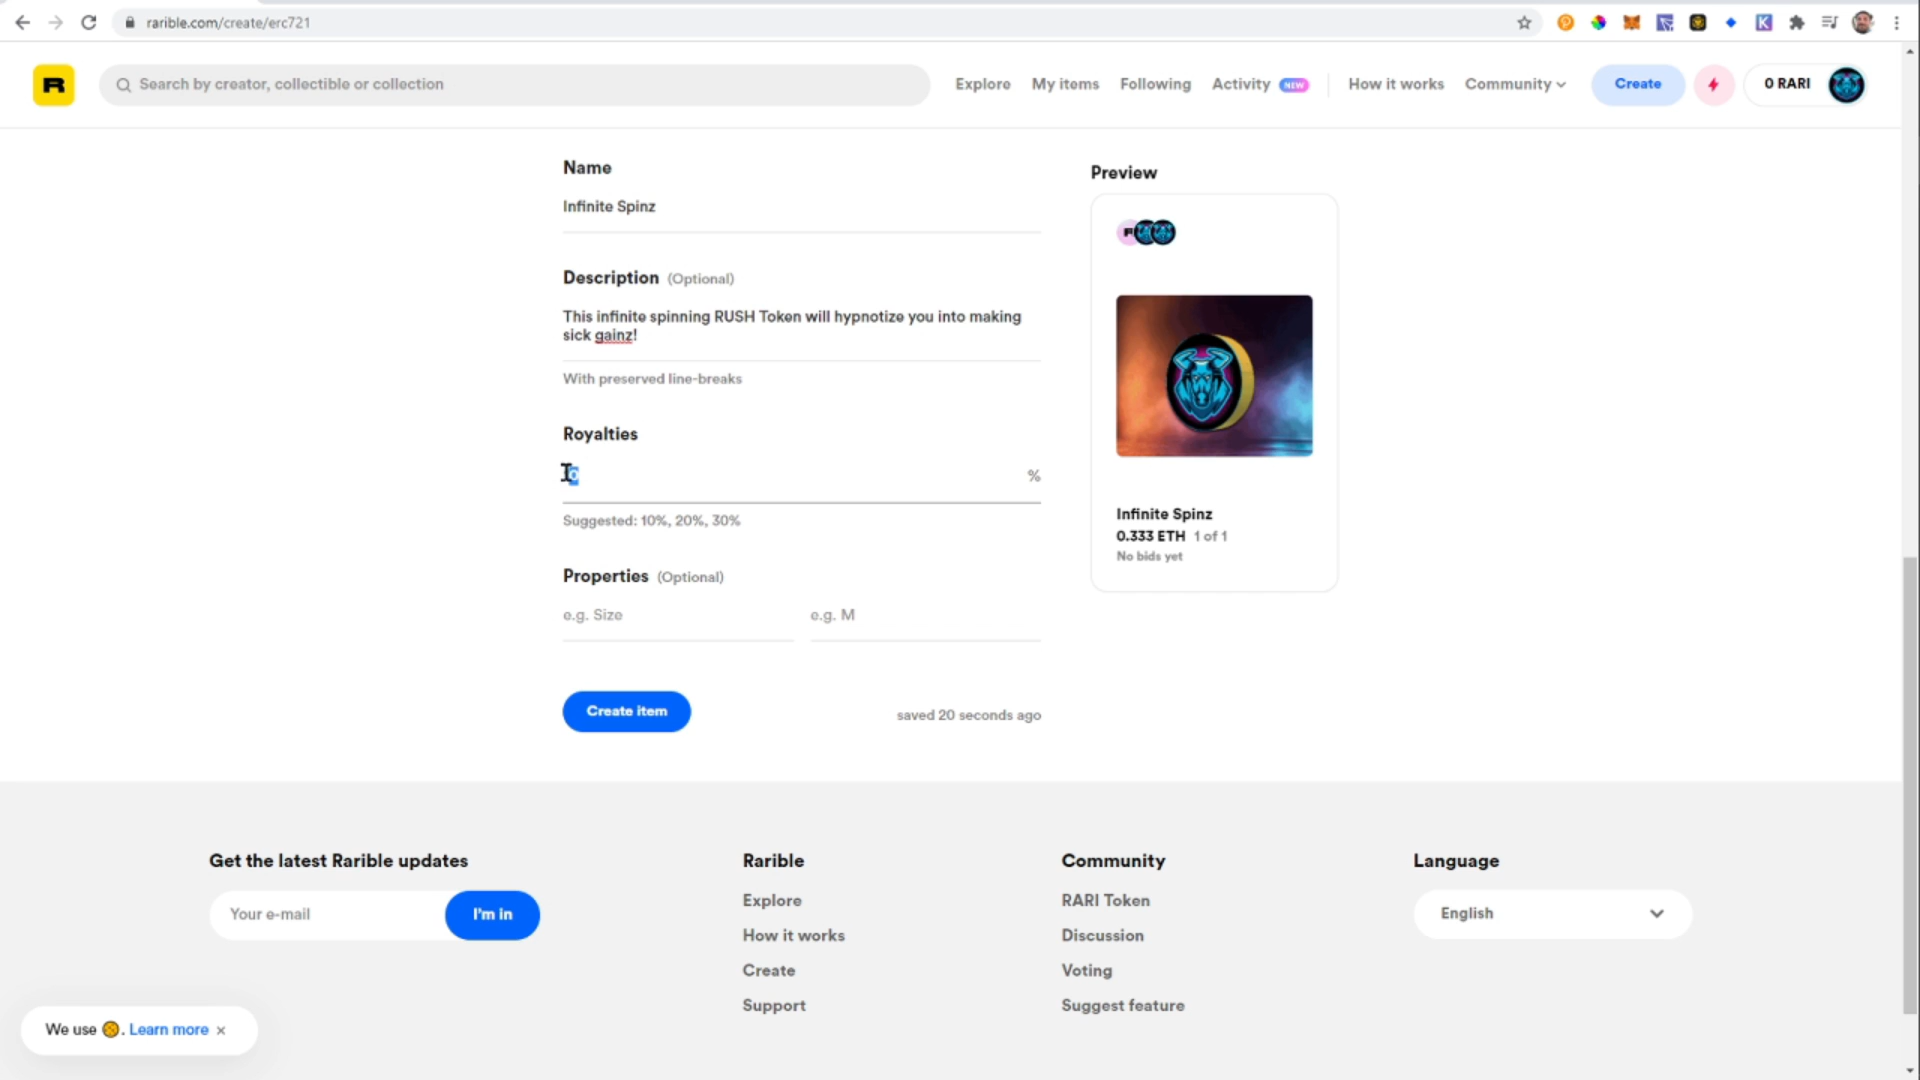 rarible.com/create/erc721
Search by creator, collectible or collection
Explore
My items
Following
Activity NEW
How it works
Community
Create
0 RARI
Name
Infinite Spinz
Description (Optional)
This infinite spinning RUSH Token will hypnotize you into making
sick gainz!
With preserved line-breaks
Royalties
%
Suggested: 10%, 20%, 30%
Properties (Optional)
e.g. Size
e.g. M
Create item
saved 20 seconds ago
Preview
Infinite Spinz
0.333 ETH 1 of 1
No bids yet
Get the latest Rarible updates
Your e-mail
I'm in
Rarible
Explore
How it works
Create
Support
Community
RARI Token
Discussion
Voting
Suggest feature
Language
English
We use 🍪. Learn more ×